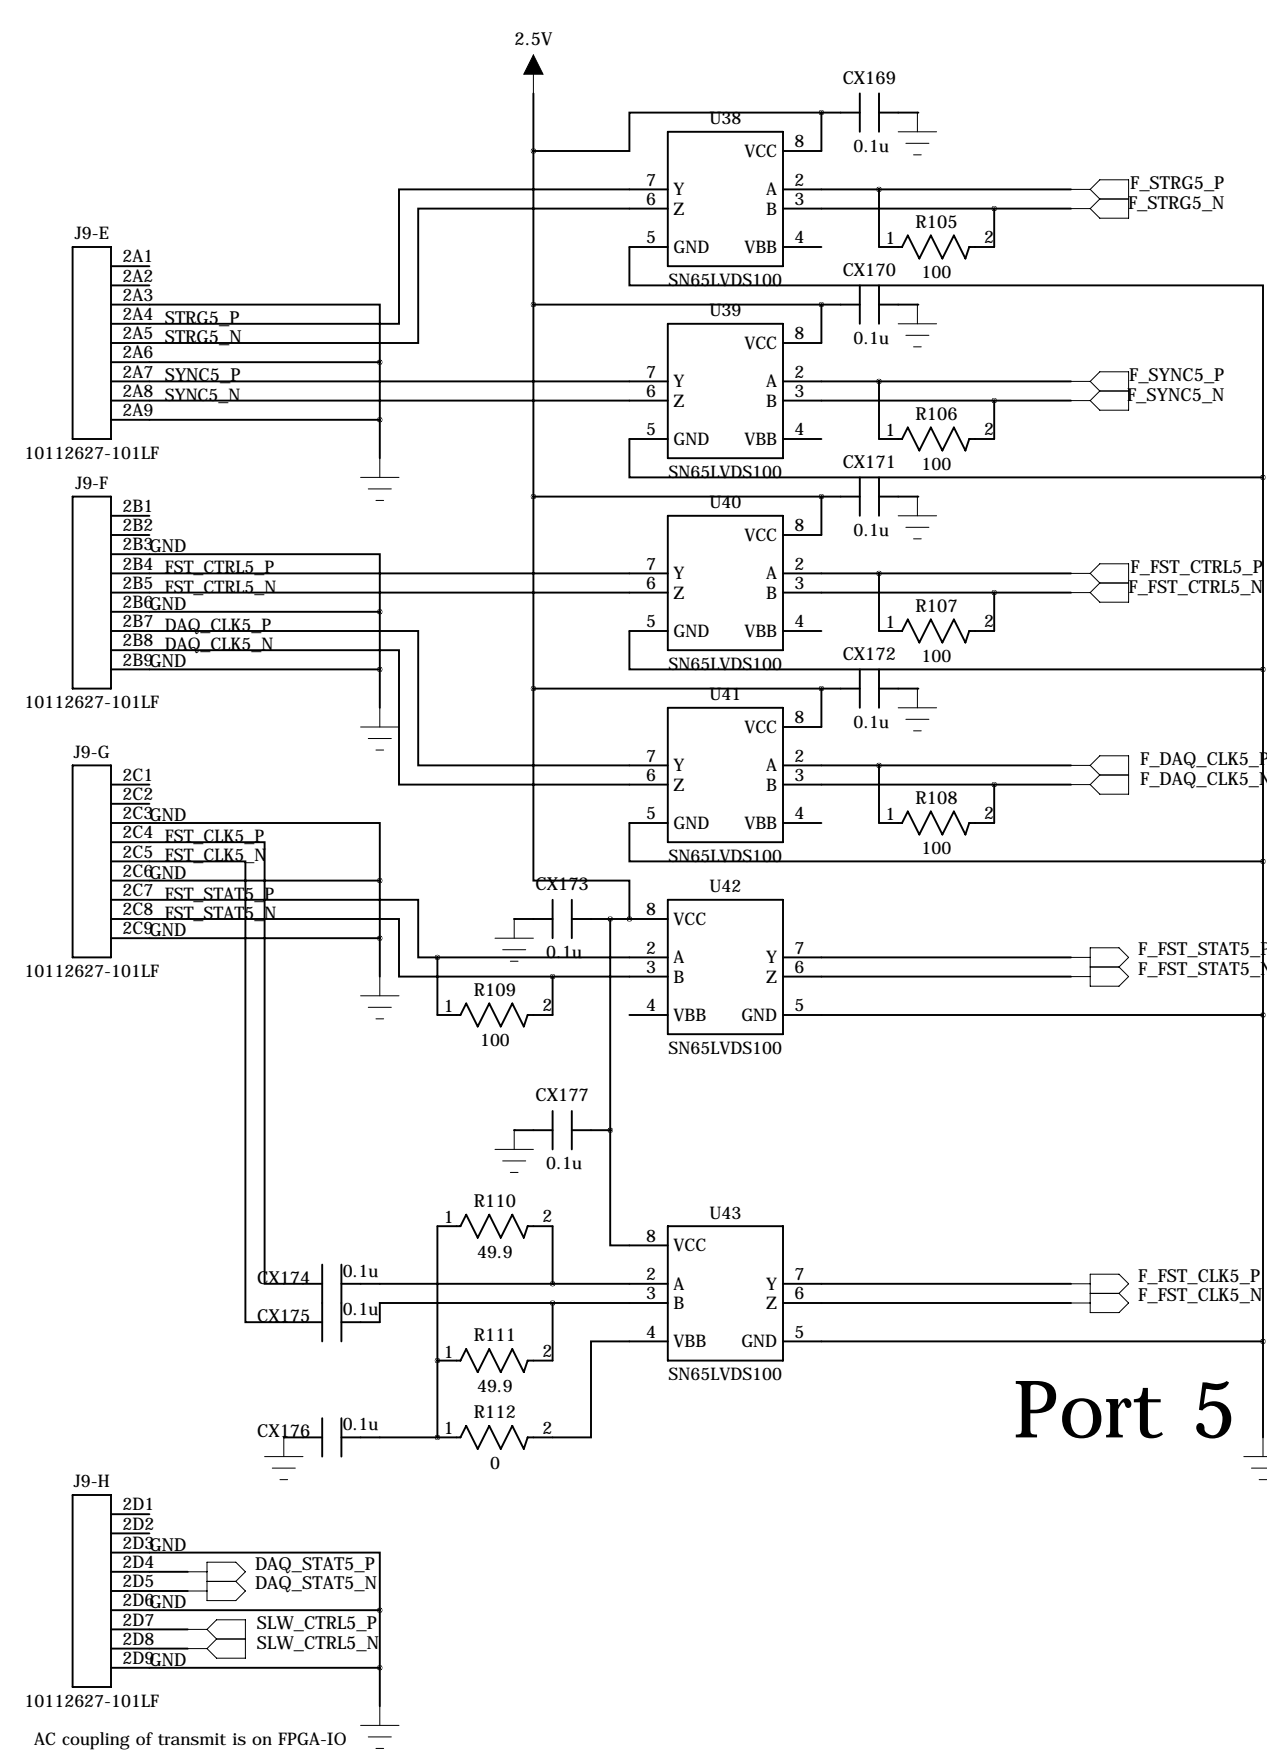 2.5V
CX169
0.1u
U38
VCC 8
7 Y A 2
6 Z B 3
5 GND VBB 4
SN65LVDS100
F_STRG5_P
F_STRG5_N
R105
1 2
100
J9-E
2A1
2A2
2A3
2A4 STRG5_P
2A5 STRG5_N
2A6
2A7 SYNC5_P
2A8 SYNC5_N
2A9
10112627-101LF
CX170
0.1u
U39
VCC 8
7 Y A 2
6 Z B 3
5 GND VBB 4
SN65LVDS100
F_SYNC5_P
F_SYNC5_N
R106
1 2
100
J9-F
2B1
2B2
2B3 GND
2B4 FST_CTRL5_P
2B5 FST_CTRL5_N
2B6 GND
2B7 DAQ_CLK5_P
2B8 DAQ_CLK5_N
2B9 GND
10112627-101LF
CX171
0.1u
U40
VCC 8
7 Y A 2
6 Z B 3
5 GND VBB 4
SN65LVDS100
F_FST_CTRL5_P
F_FST_CTRL5_N
R107
1 2
100
CX172
0.1u
U41
VCC 8
7 Y A 2
6 Z B 3
5 GND VBB 4
SN65LVDS100
F_DAQ_CLK5_P
F_DAQ_CLK5_N
R108
1 2
100
J9-G
2C1
2C2
2C3 GND
2C4 FST_CLK5_P
2C5 FST_CLK5_N
2C6 GND
2C7 FST_STAT5_P
2C8 FST_STAT5_N
2C9 GND
10112627-101LF
CX173
0.1u
U42
8 VCC
2 A Y 7
3 B Z 6
4 VBB GND 5
SN65LVDS100
F_FST_STAT5_P
F_FST_STAT5_N
R109
1 2
100
CX177
0.1u
R110
1 2
49.9
U43
8 VCC
2 A Y 7
3 B Z 6
4 VBB GND 5
SN65LVDS100
F_FST_CLK5_P
F_FST_CLK5_N
CX174 0.1u
CX175 0.1u
R111
1 2
49.9
R112
1 2
0
CX176 0.1u
Port 5
J9-H
2D1
2D2
2D3 GND
2D4 DAQ_STAT5_P
2D5 DAQ_STAT5_N
2D6 GND
2D7 SLW_CTRL5_P
2D8 SLW_CTRL5_N
2D9 GND
10112627-101LF
AC coupling of transmit is on FPGA-IO